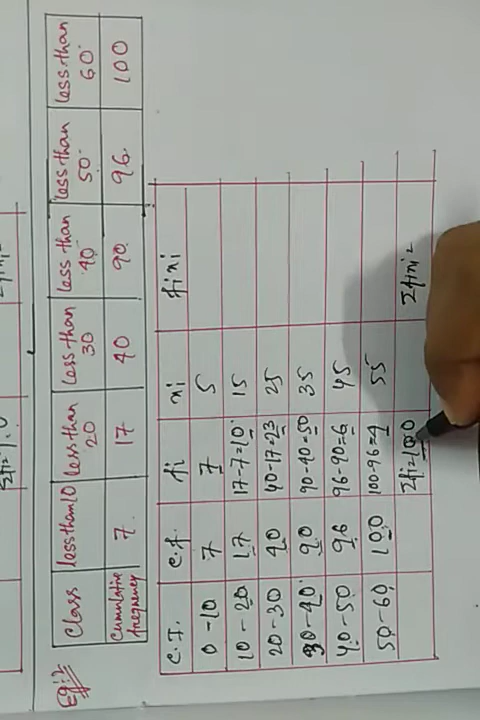 Eg:2
Class less than 10 less than 20 less than 30 less than 40 less than 50 less than 60
Cumulative frequency 7 17 40 90 96 100
C.I. c.f. fi xi fixi
0-10 7 7 5
10-20 17 17-7=10 15
20-30 40 40-17=23 25
30-40 90 90-40=50 35
40-50 96 96-90=6 45
50-60 100 100-96=4 55
Σfi=100 Σfixi=